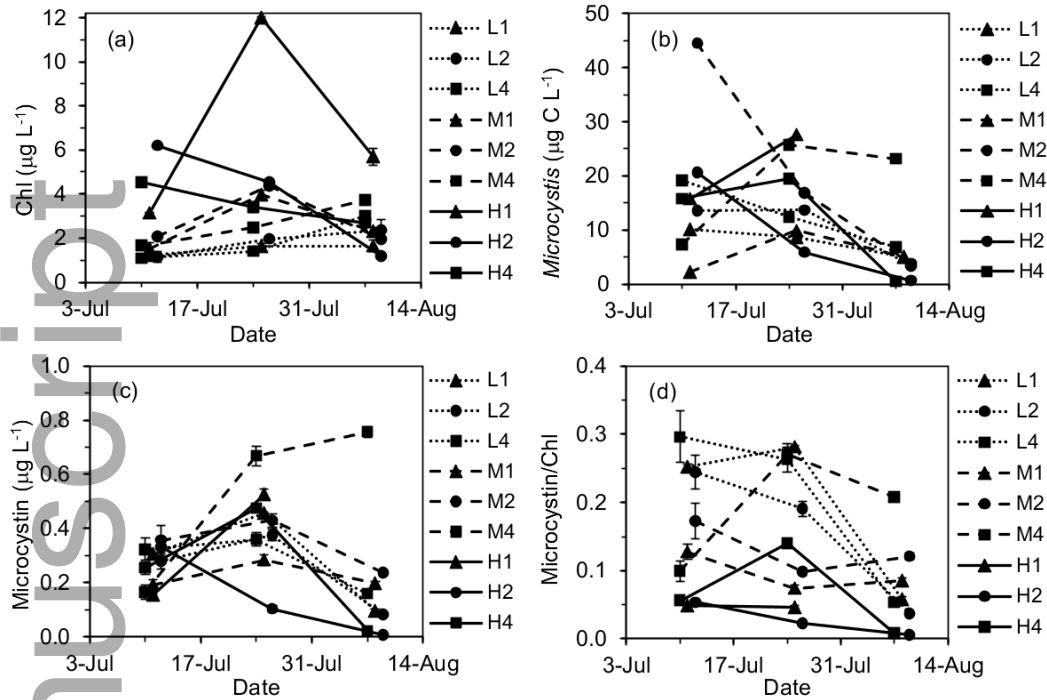 (a)
Chl (µg L⁻¹)
12
10
8
6
4
2
0
3-Jul 17-Jul 31-Jul 14-Aug
Date
L1
L2
L4
M1
M2
M4
H1
H2
H4
(b)
Microcystis (µg C L⁻¹)
50
40
30
20
10
0
3-Jul 17-Jul 31-Jul 14-Aug
Date
L1
L2
L4
M1
M2
M4
H1
H2
H4
(c)
Microcystin (µg L⁻¹)
1.0
0.8
0.6
0.4
0.2
0.0
3-Jul 17-Jul 31-Jul 14-Aug
Date
L1
L2
L4
M1
M2
M4
H1
H2
H4
(d)
Microcystin/Chl
0.4
0.3
0.2
0.1
0.0
3-Jul 17-Jul 31-Jul 14-Aug
Date
L1
L2
L4
M1
M2
M4
H1
H2
H4